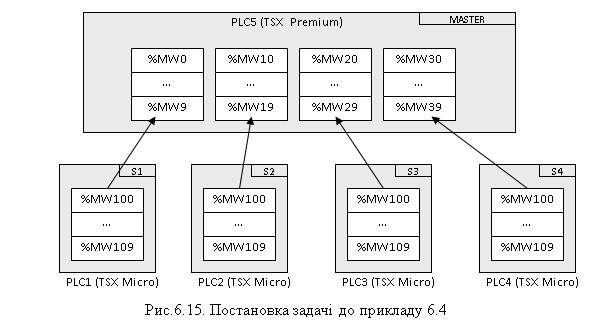 PLC5 (TSX Premium)
MASTER
%MW0 %MW10 %MW20 %MW30
... ... ... ...
%MW9 %MW19 %MW29 %MW39
S1 S2 S3 S4
%MW100 %MW100 %MW100 %MW100
... ... ... ...
%MW109 %MW109 %MW109 %MW109
PLC1 (TSX Micro) PLC2 (TSX Micro) PLC3 (TSX Micro) PLC4 (TSX Micro)
Рис.6.15. Постановка задачі до прикладу 6.4